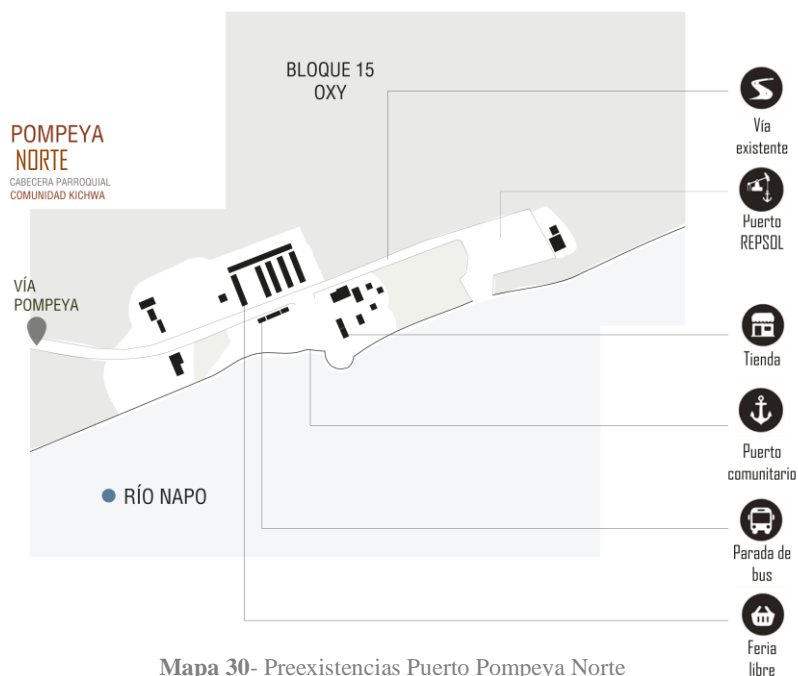 BLOQUE 15
OXY
POMPEYA
NORTE
CABECERA PARROQUIAL
COMUNIDAD KICHWA
VÍA
POMPEYA
RÍO NAPO
Vía
existente
Puerto
REPSOL
Tienda
Puerto
comunitario
Parada de
bus
Feria
libre
Mapa 30- Preexistencias Puerto Pompeya Norte